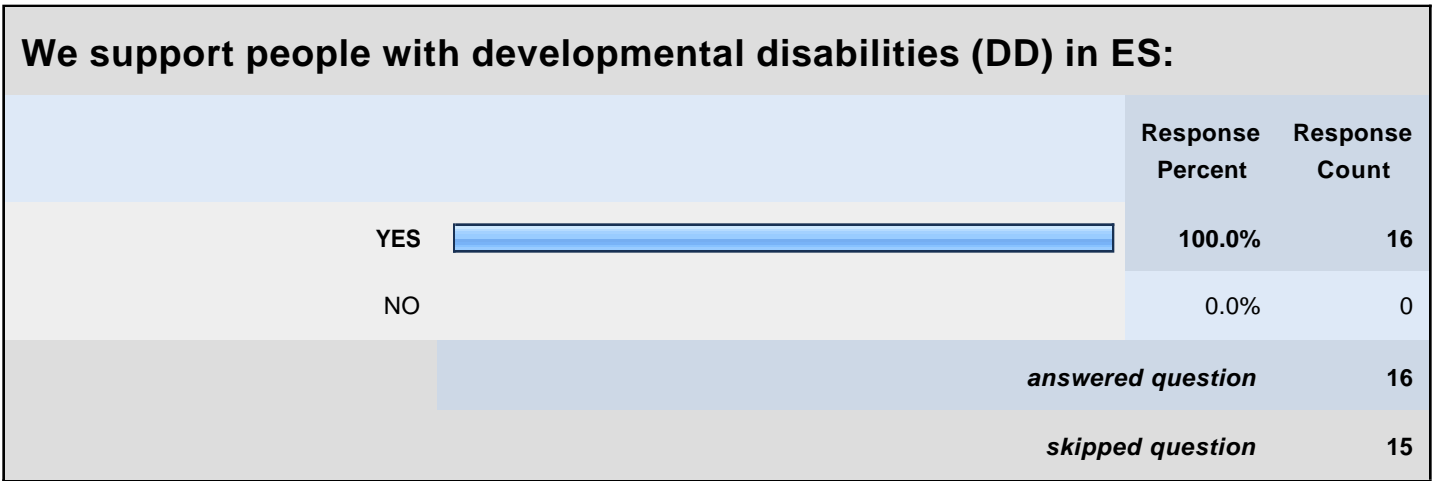 We support people with developmental disabilities (DD) in ES:
Response Percent Response Count
YES 100.0% 16
NO 0.0% 0
answered question 16
skipped question 15